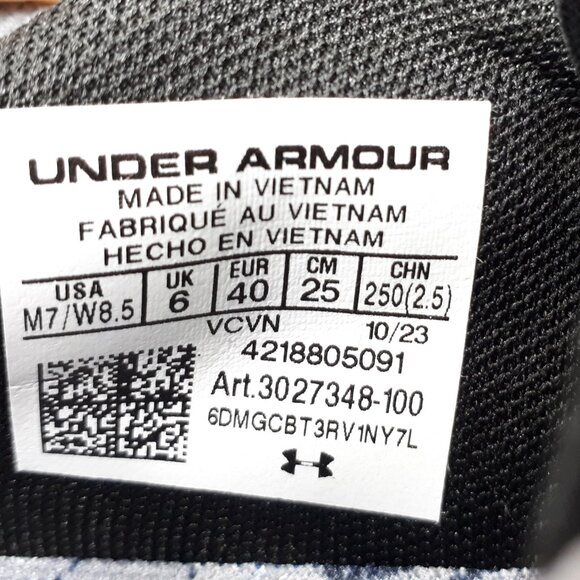 UNDER ARMOUR
MADE IN VIETNAM
FABRIQUÉ AU VIETNAM
HECHO EN VIETNAM
USA UK EUR CM CHN
M7/W8.5 6 40 25 250(2.5)
VCVN 10/23
4218805091
Art.3027348-100
6DMGCBT3RV1NY7L